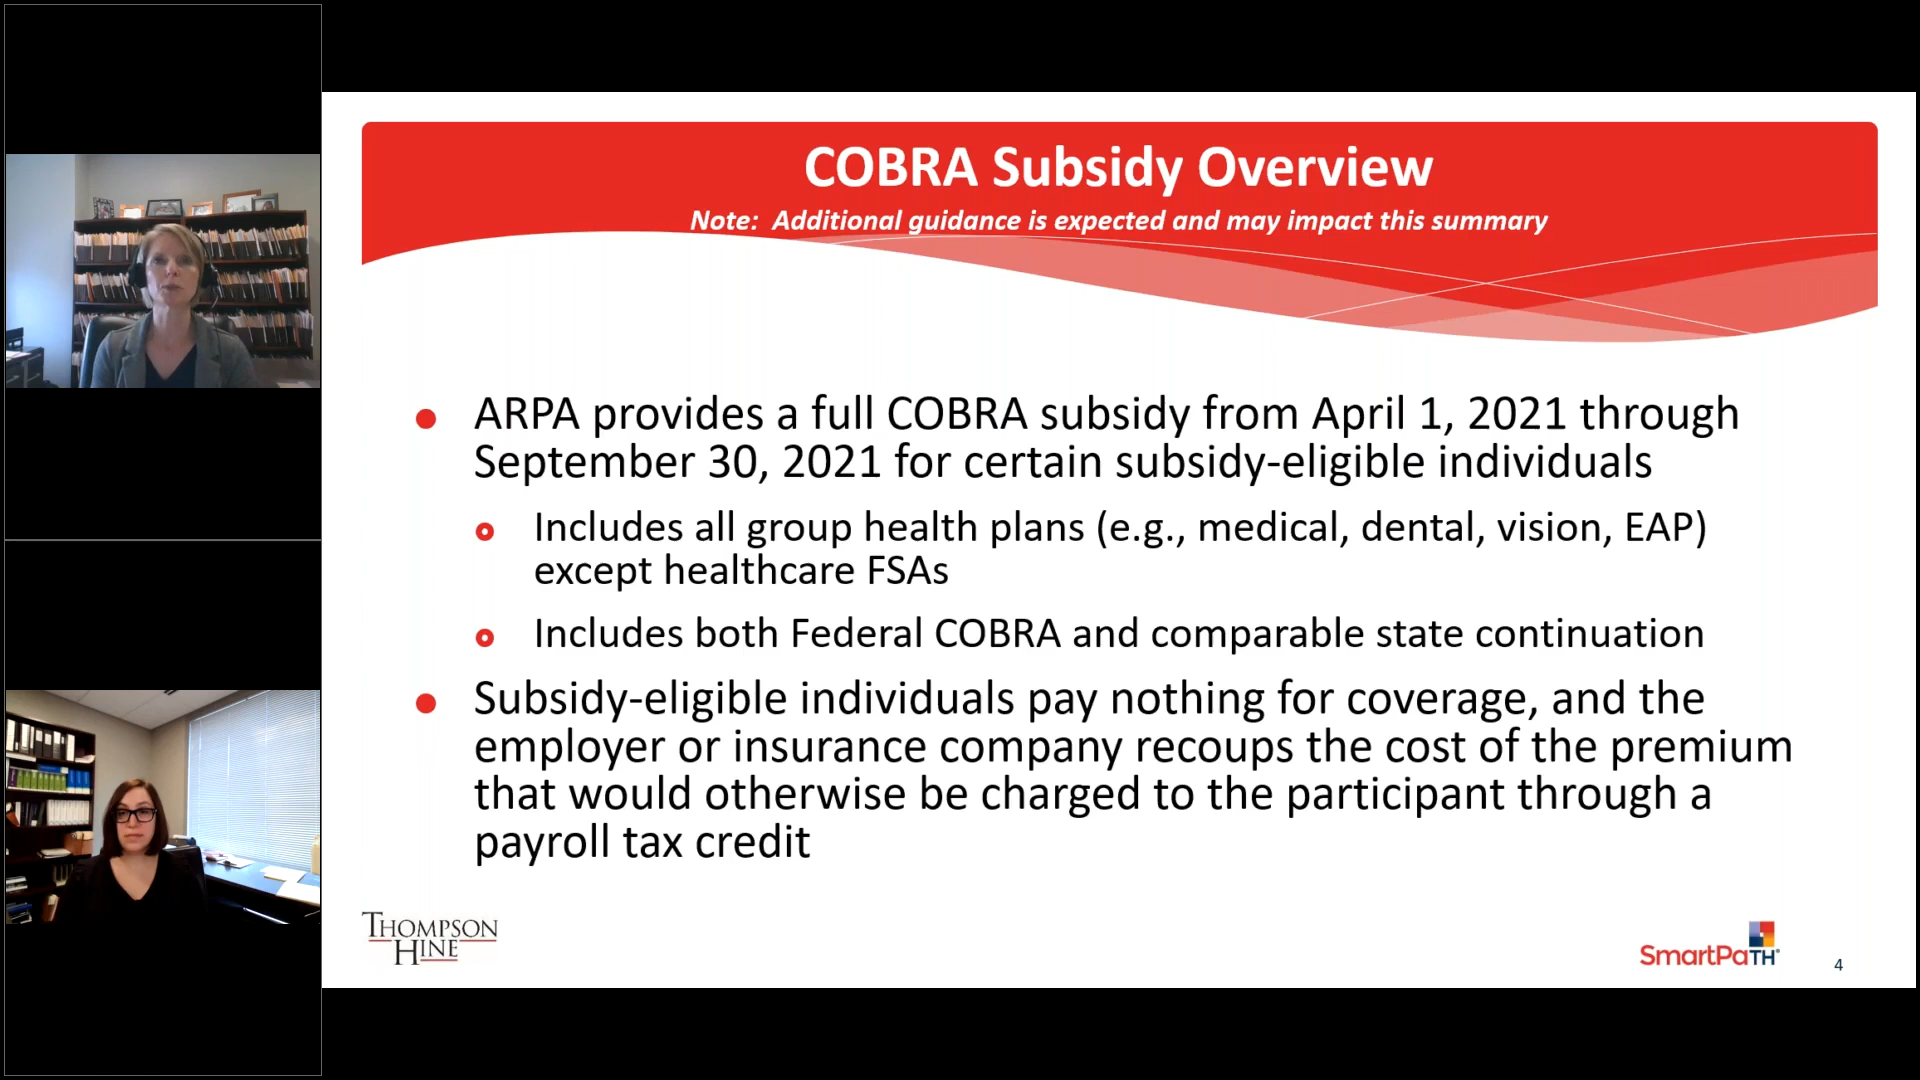 COBRA Subsidy Overview
Note:  Additional guidance is expected and may impact this summary
ARPA provides a full COBRA subsidy from April 1, 2021 through
September 30, 2021 for certain subsidy-eligible individuals
Includes all group health plans (e.g., medical, dental, vision, EAP)
except healthcare FSAs
Includes both Federal COBRA and comparable state continuation
Subsidy-eligible individuals pay nothing for coverage, and the
employer or insurance company recoups the cost of the premium
that would otherwise be charged to the participant through a
payroll tax credit
THOMPSON
HINE
SmartPaTH
4